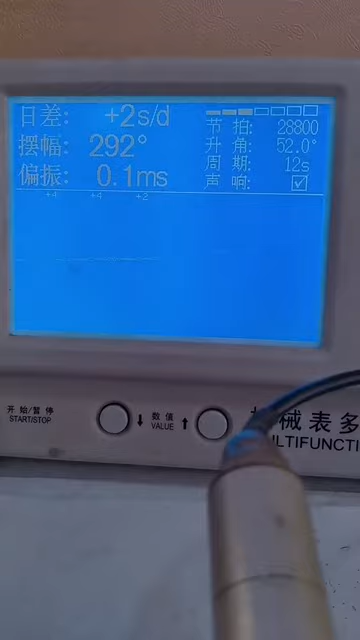 日差: +2s/d
摆幅: 292°
偏振: 0.1ms
节 拍: 28800
升 角: 52.0°
周 期: 12s
声 响: ☑
+4 +4 +2
开始/暂停
START/STOP
数值
VALUE
械表多
ULTIFUNCTI